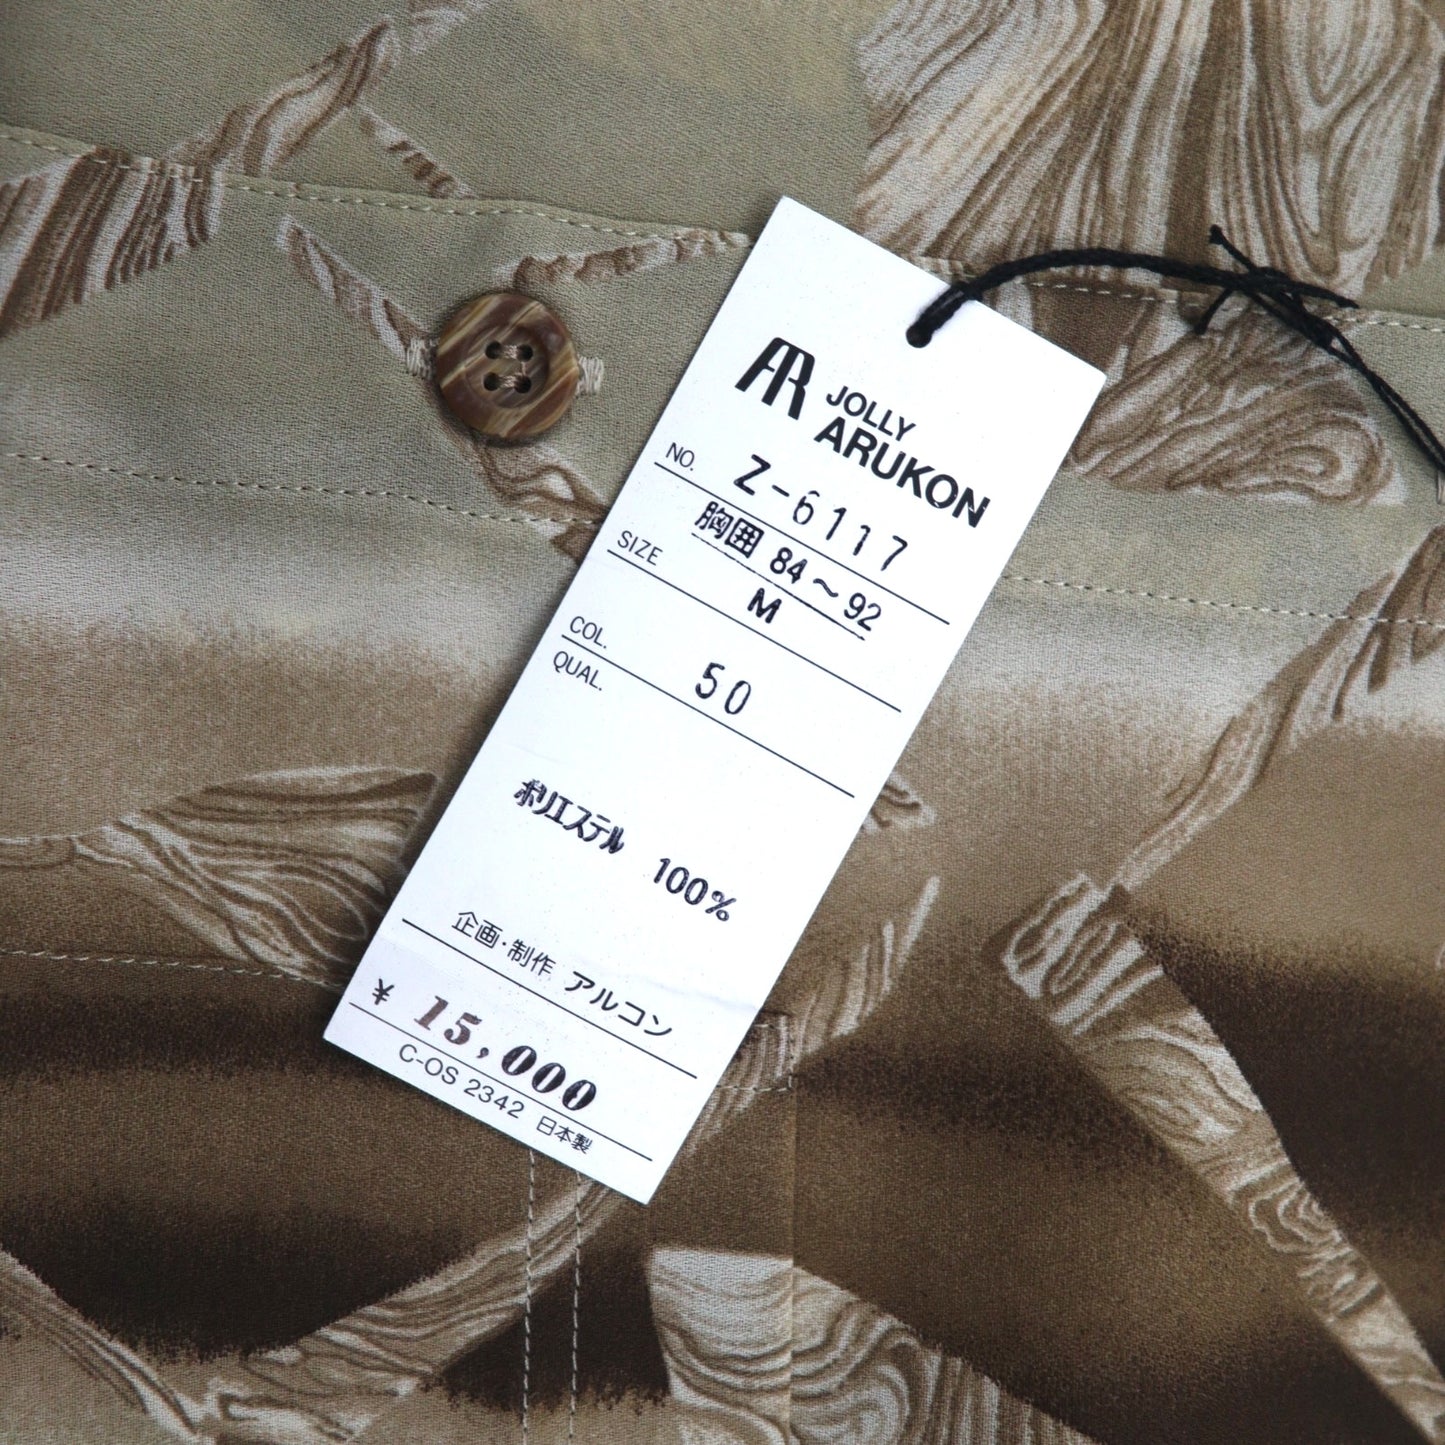 AR JOLLY
ARUKON
NO. Z-6117
胸囲 84〜92
SIZE M
COL. 50
QUAL.
ポリエステル 100%
企画・制作 アルコン
¥ 15,000
C-OS 2342 日本製